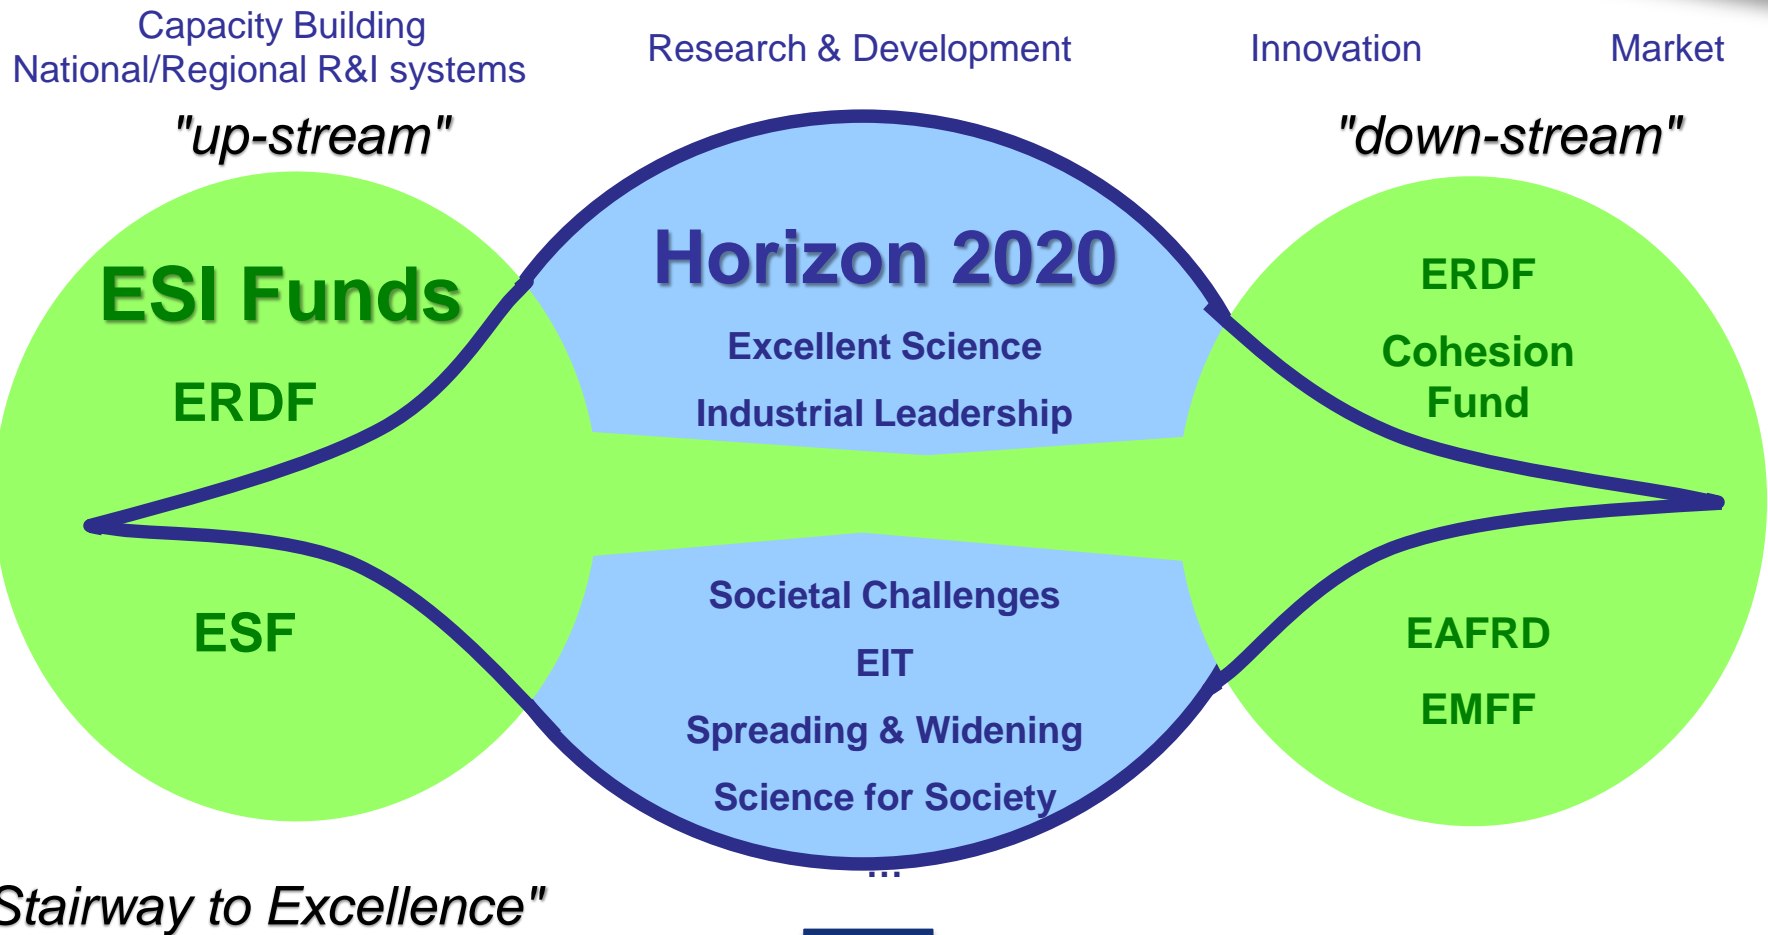 Capacity Building
National/Regional R&I systems
Research & Development
Innovation
Market
"up-stream"
"down-stream"
ESI Funds
ERDF
ESF
Horizon 2020
Excellent Science
Industrial Leadership
Societal Challenges
EIT
Spreading & Widening
Science for Society
...
ERDF
Cohesion
Fund
EAFRD
EMFF
Stairway to Excellence"